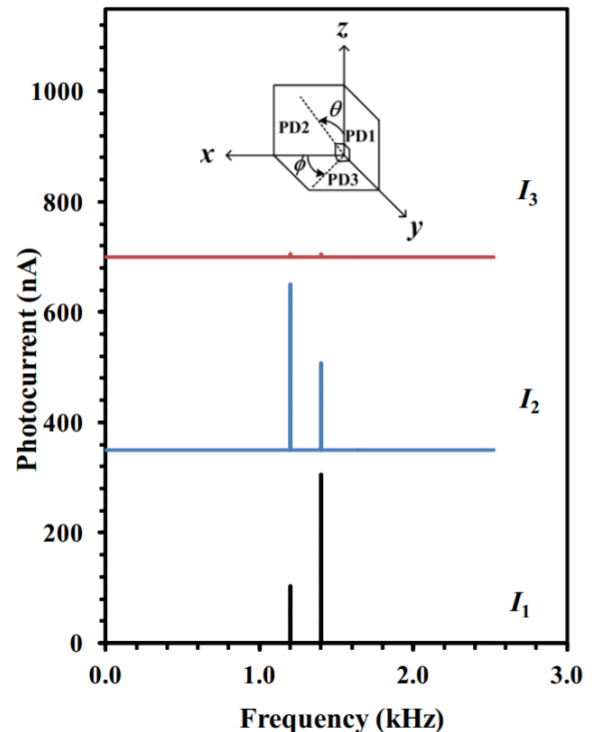 z
1000
θ
PD2
PD1
x
ϕ
PD3
y
800
I3
600
I2
400
200
I1
0
0.0
1.0
2.0
3.0
Photocurrent (nA)
Frequency (kHz)